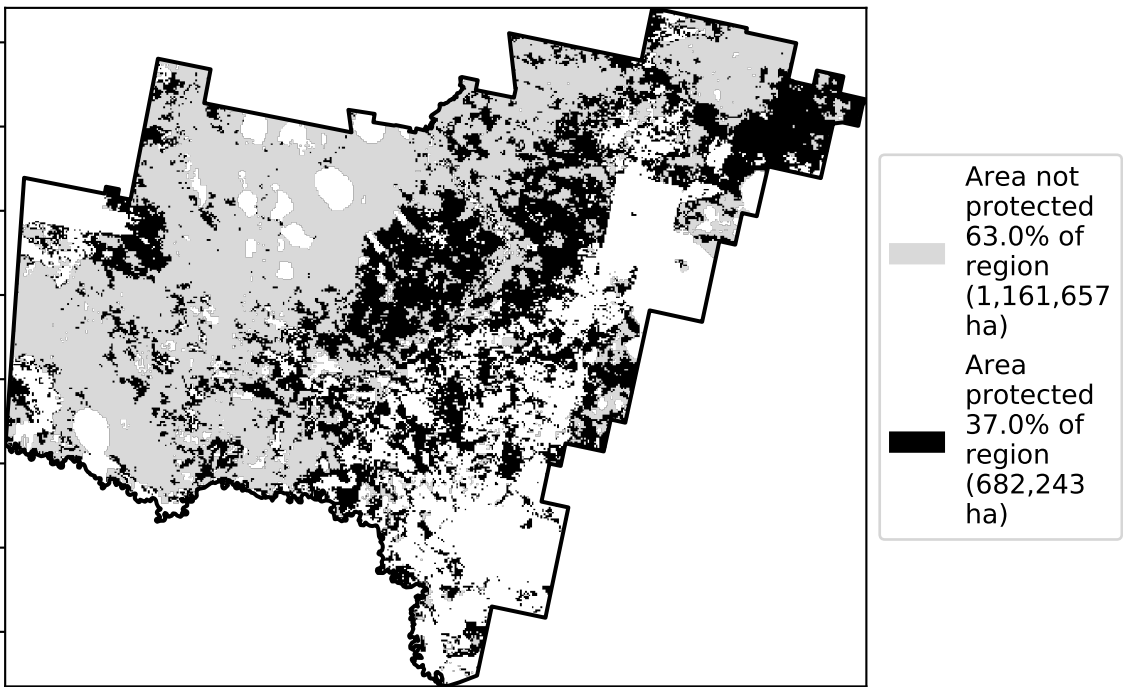 Area not
protected
63.0% of
region
(1,161,657
ha)
Area
protected
37.0% of
region
(682,243
ha)